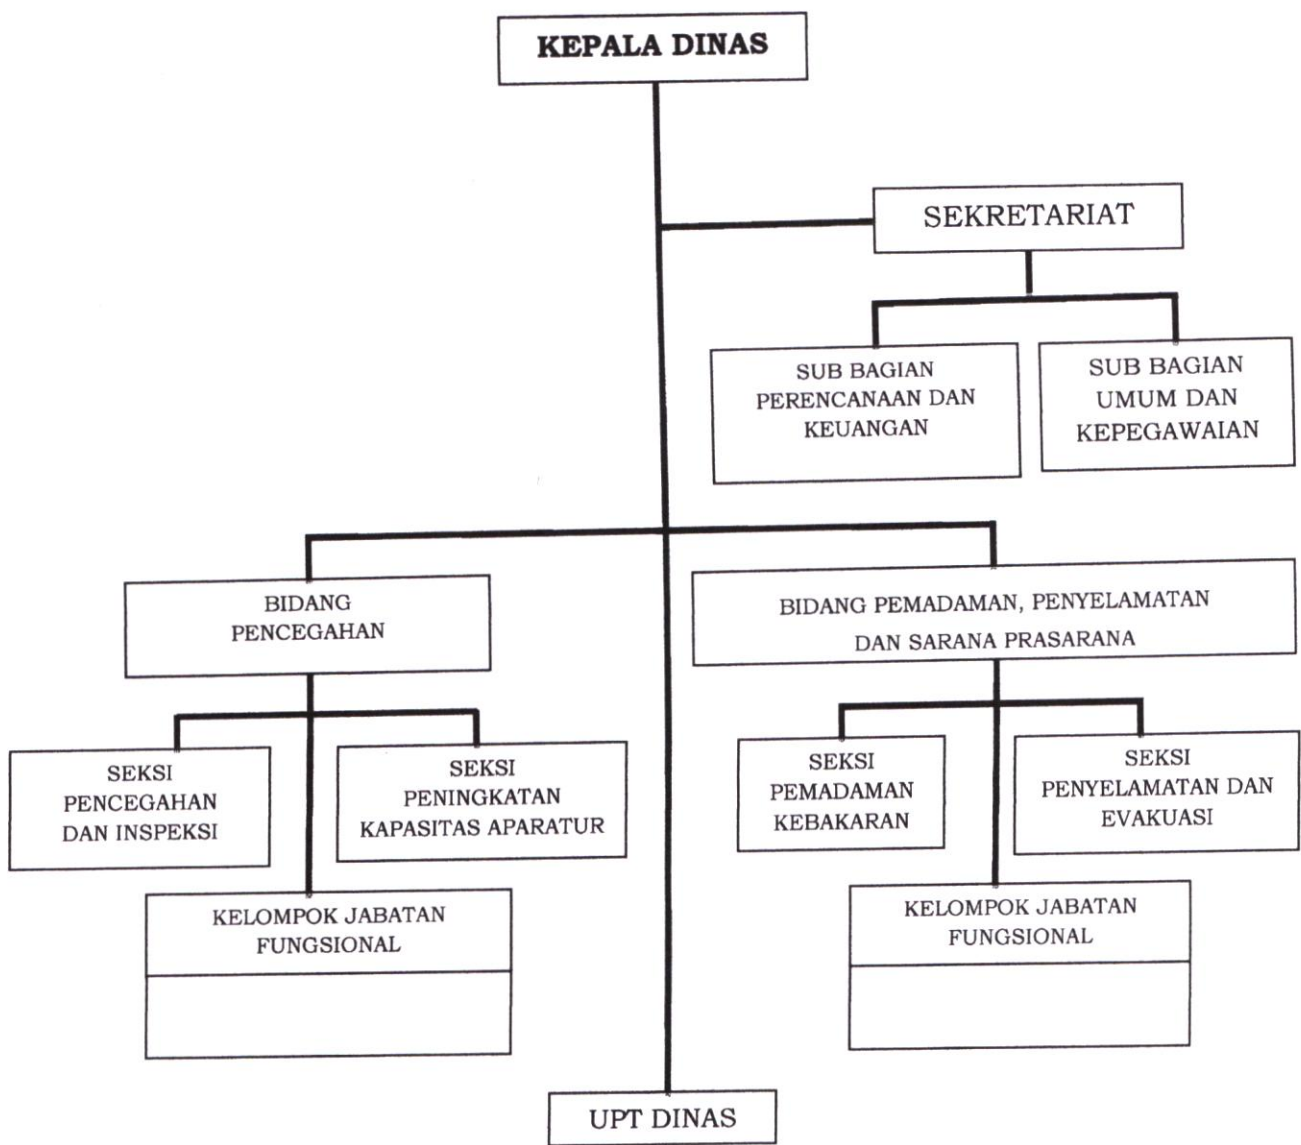 KEPALA DINAS
SEKRETARIAT
SUB BAGIAN
PERENCANAAN DAN
KEUANGAN
SUB BAGIAN
UMUM DAN
KEPEGAWAIAN
BIDANG
PENCEGAHAN
BIDANG PEMADAMAN, PENYELAMATAN
DAN SARANA PRASARANA
SEKSI
PENCEGAHAN
DAN INSPEKSI
SEKSI
PENINGKATAN
KAPASITAS APARATUR
SEKSI
PEMADAMAN
KEBAKARAN
SEKSI
PENYELAMATAN DAN
EVAKUASI
KELOMPOK JABATAN
FUNGSIONAL
KELOMPOK JABATAN
FUNGSIONAL
UPT DINAS